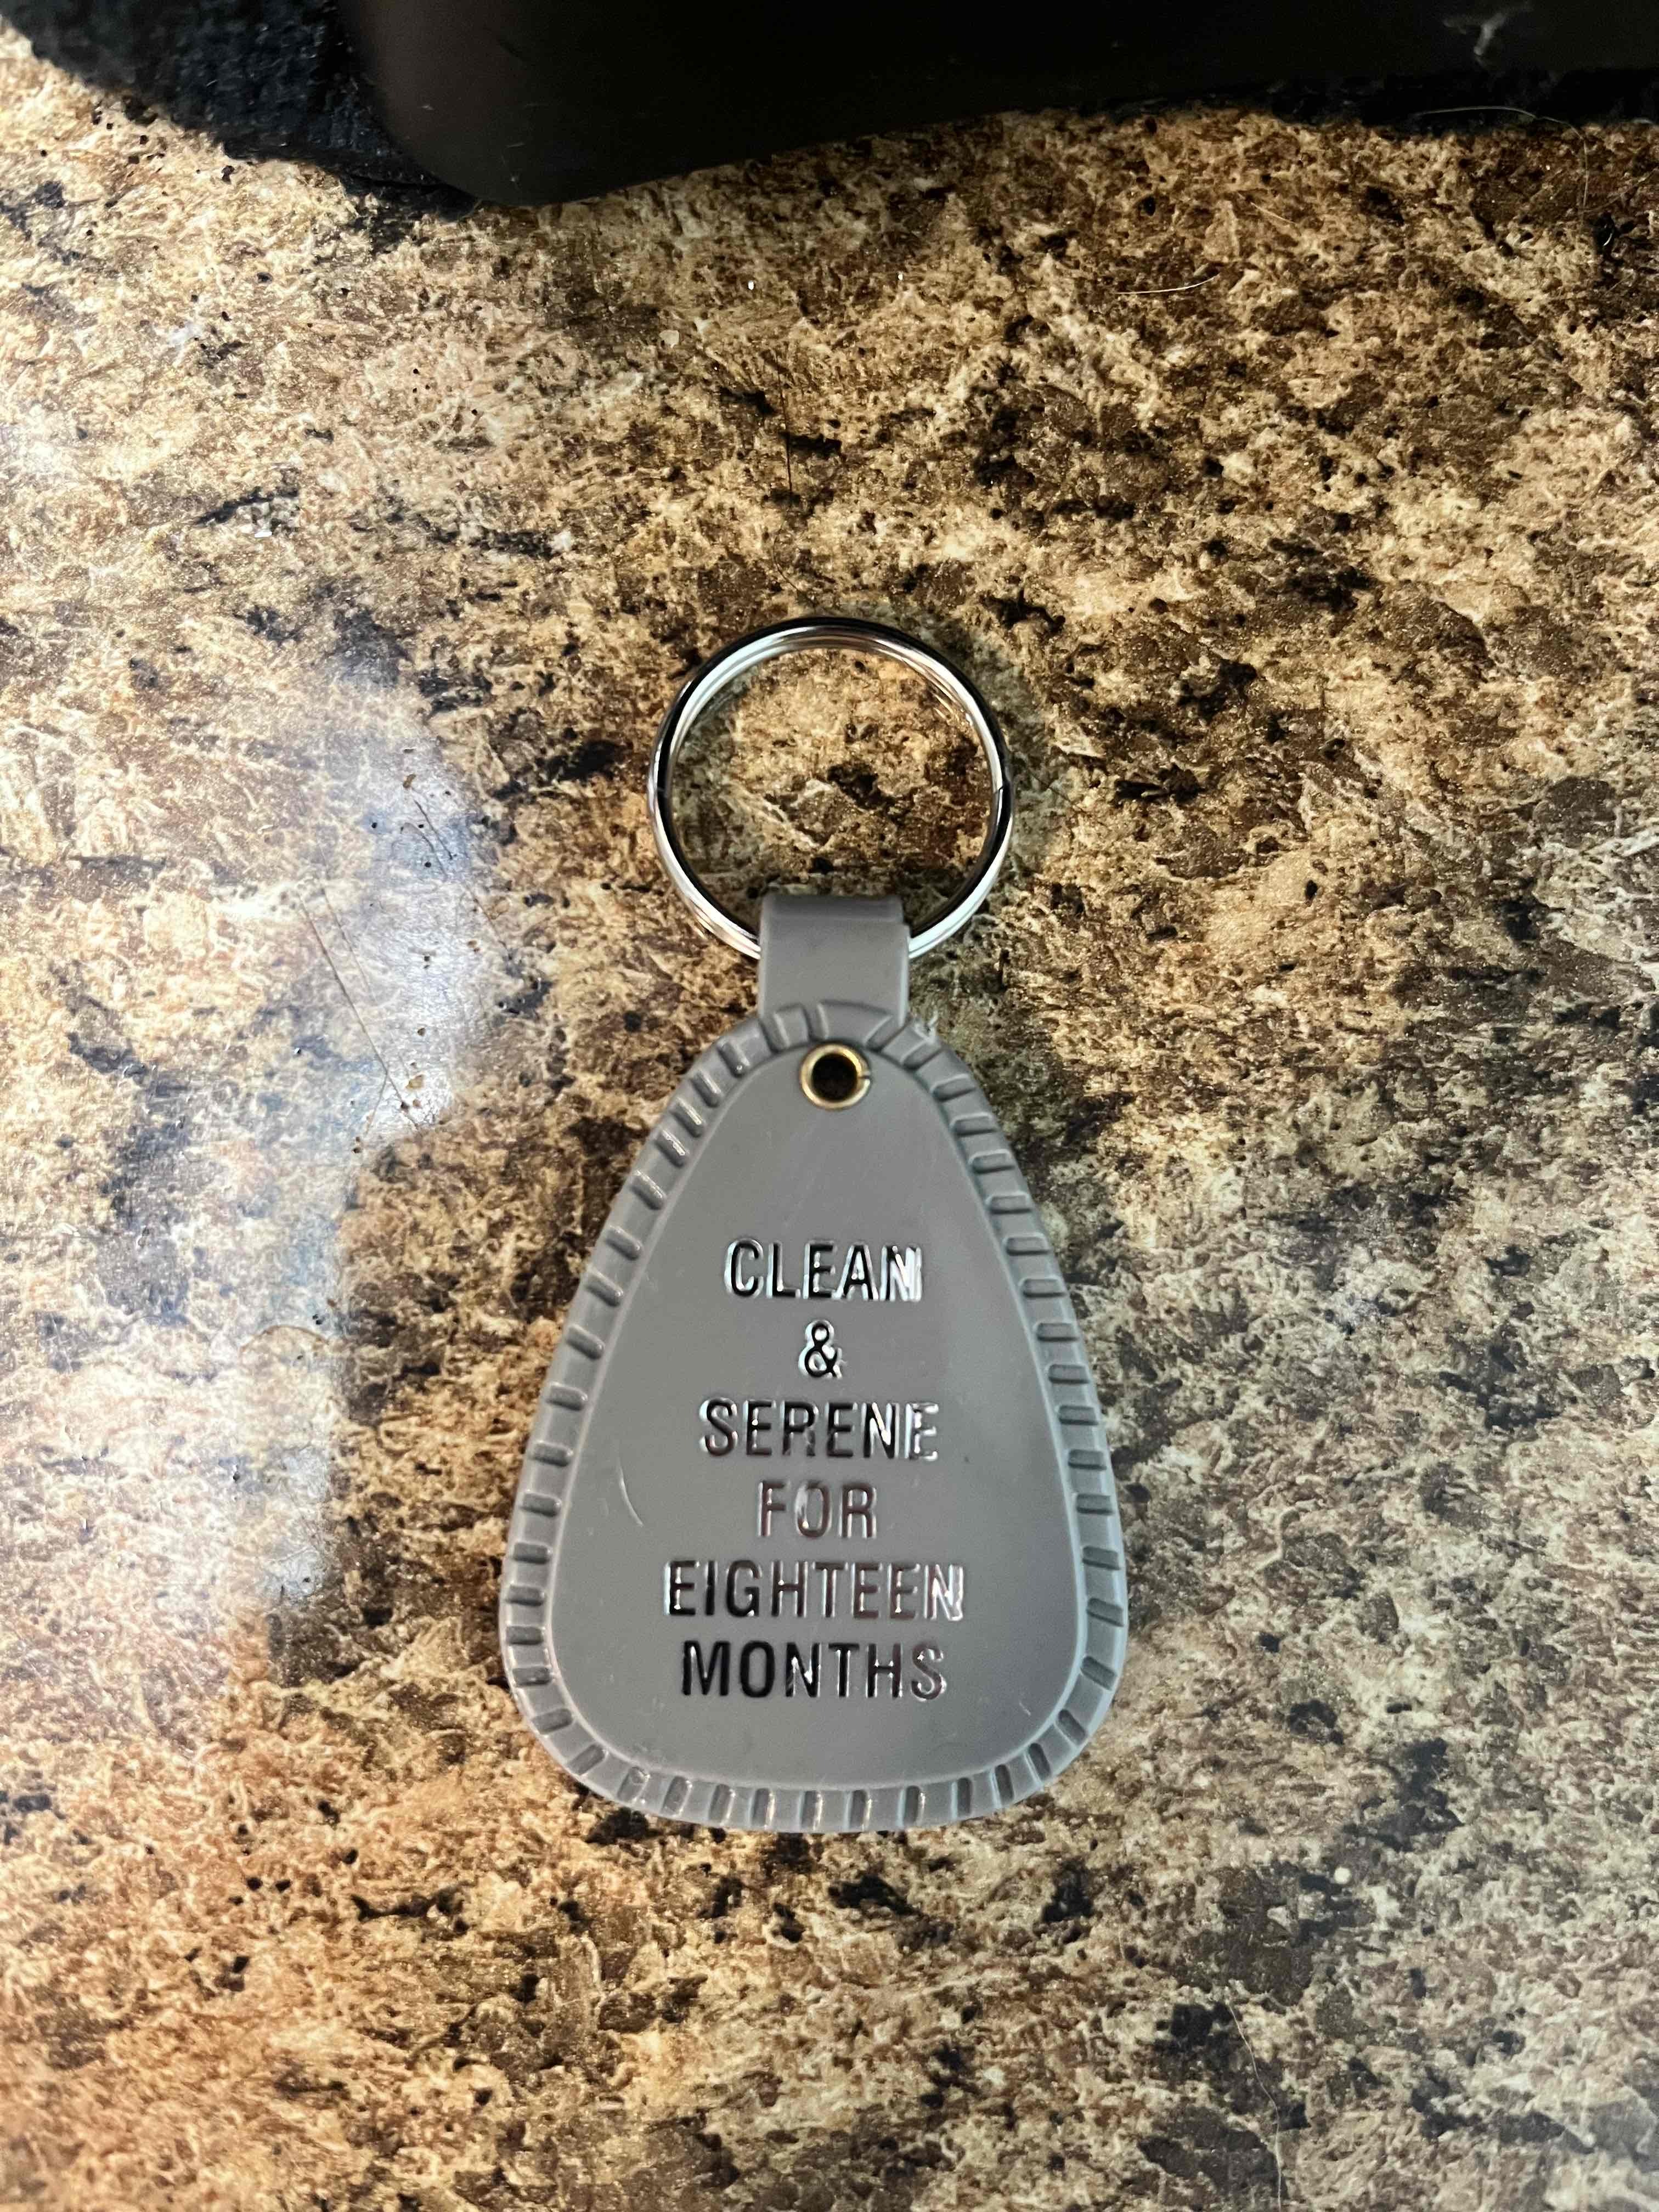 CLEAN
&
SERENE
FOR
EIGHTEEN
MONTHS